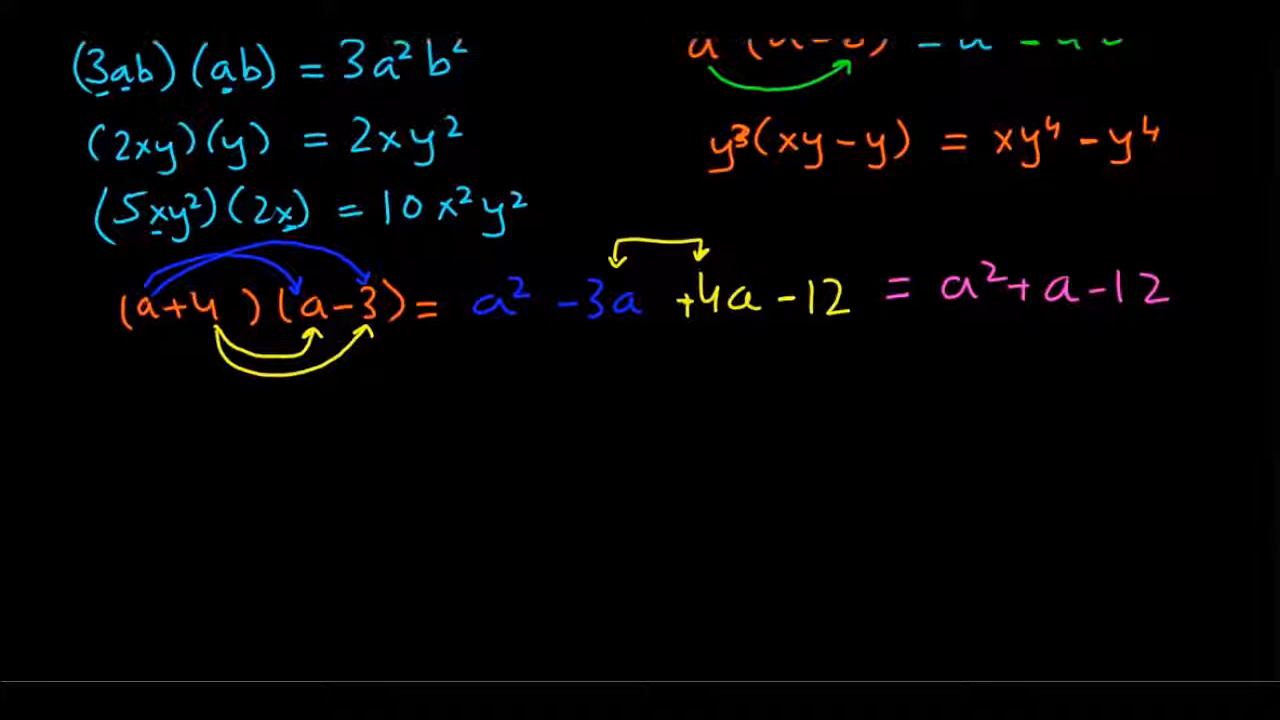 (3ab)(ab) = 3a²b²
(2xy)(y) = 2xy²
(5xy²)(2x) = 10x²y²
y³(xy-y) = xy⁴ - y⁴
(a+4)(a-3) = a² -3a +4a -12 = a²+a-12